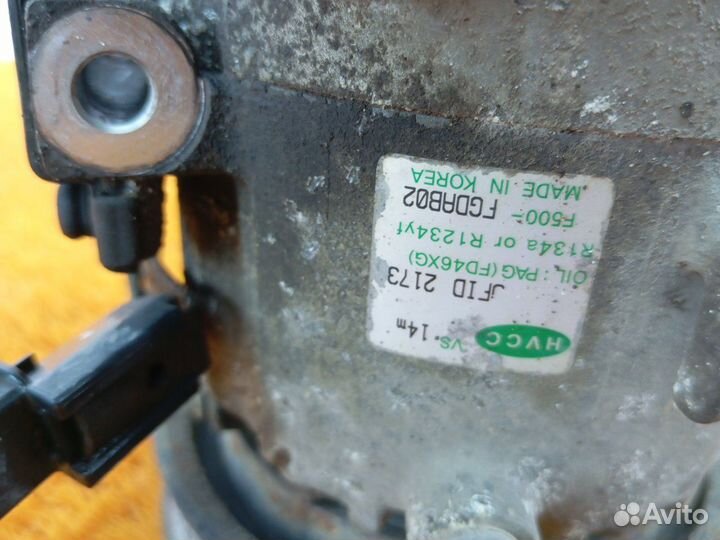 HVCC VS-14m
JFID 2173
OIL : PAG(FD46XG)
R134a or R1234yf
F500- FGDAB02
MADE IN KOREA
Avito